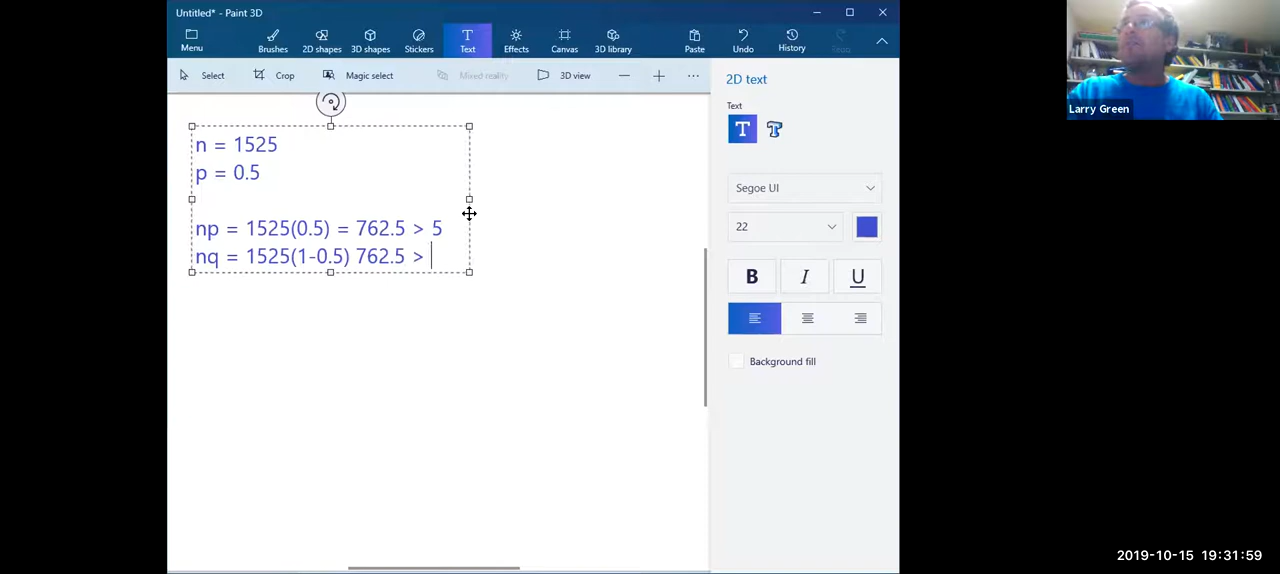 Untitled* - Paint 3D
Menu
Brushes
2D shapes
3D shapes
Stickers
Text
Effects
Canvas
3D library
Paste
Undo
History
Redo
Select
Crop
Magic select
Mixed reality
3D view
2D text
Text
Segoe UI
22
B I U
Background fill
n = 1525
p = 0.5
np = 1525(0.5) = 762.5 > 5
nq = 1525(1-0.5) 762.5 >
Larry Green
2019-10-15 19:31:59